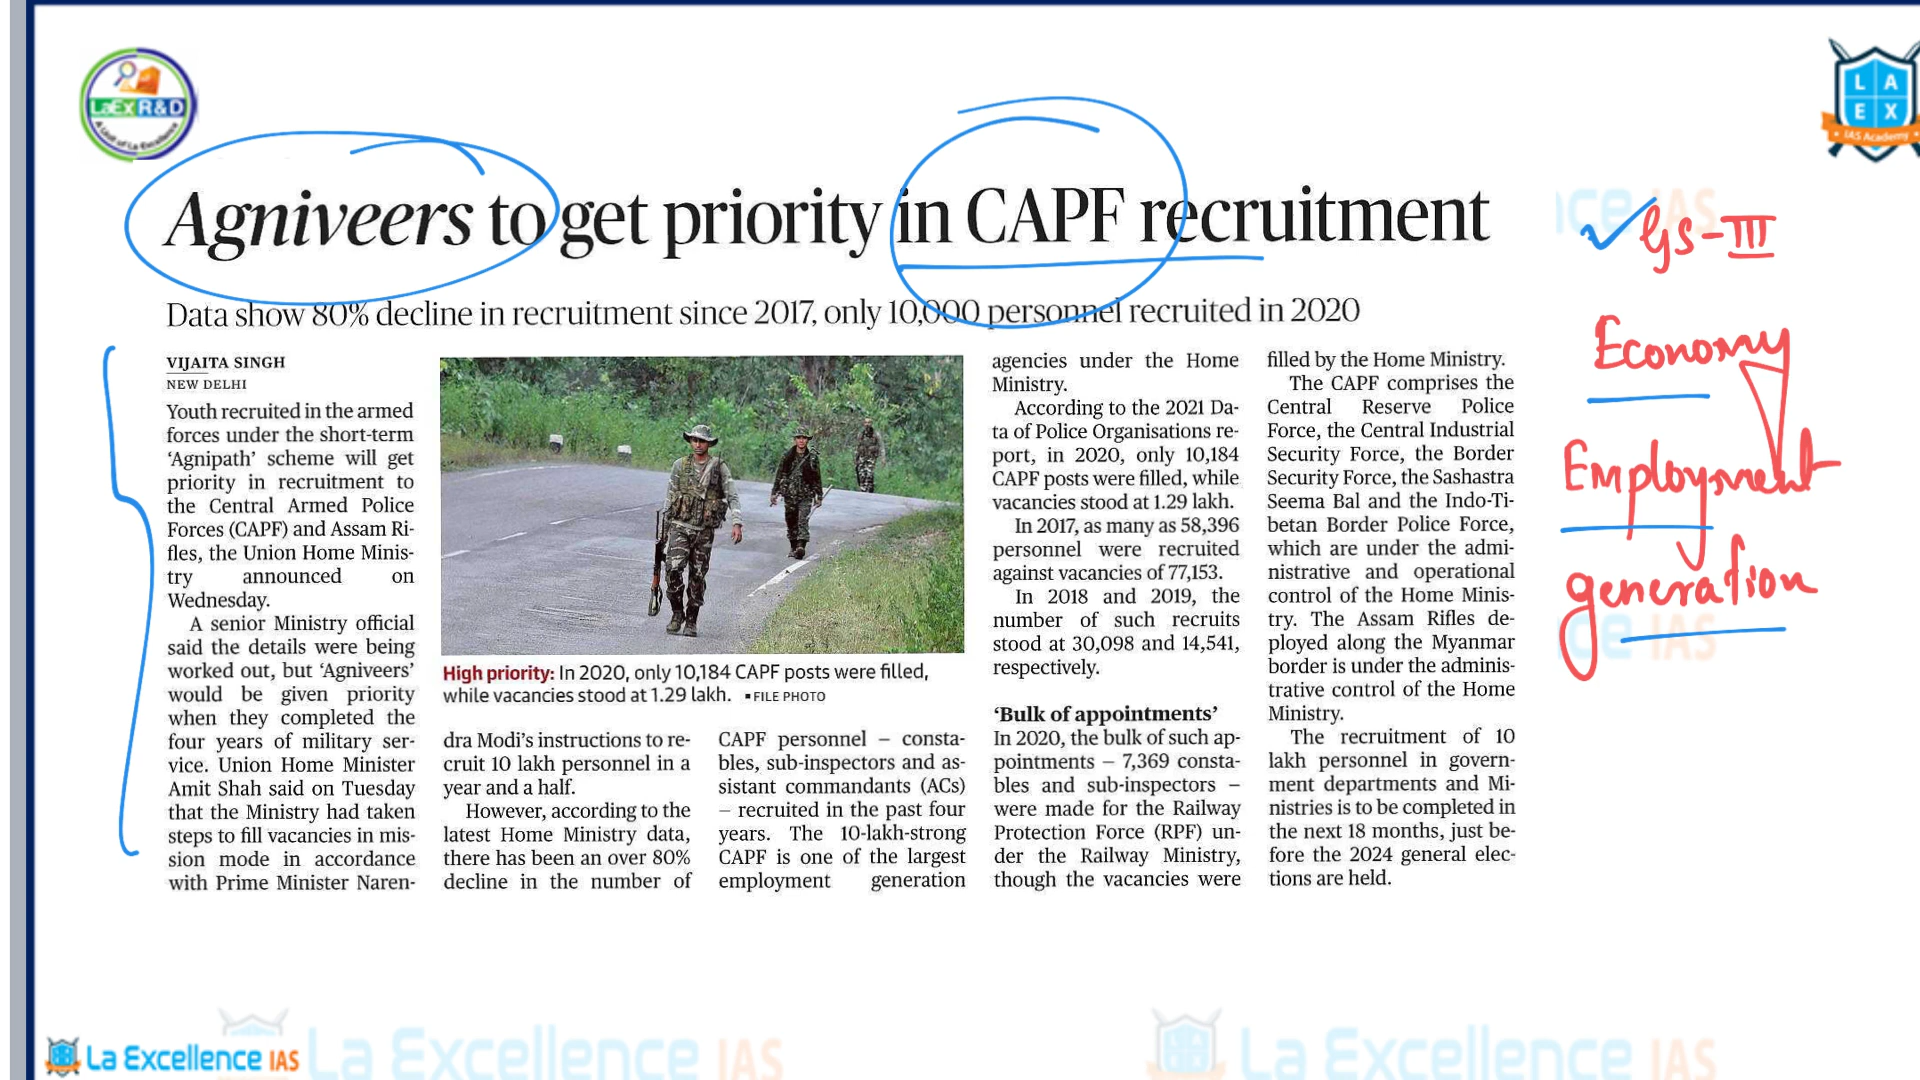 LaEx R&D
A Unit of La Excellence
L A
E X
IAS Academy
Agniveers to get priority in CAPF recruitment
Data show 80% decline in recruitment since 2017, only 10,000 personnel recruited in 2020
VIJAITA SINGH
NEW DELHI
Youth recruited in the armed
forces under the short-term
‘Agnipath’ scheme will get
priority in recruitment to
the Central Armed Police
Forces (CAPF) and Assam Ri-
fles, the Union Home Minis-
try announced on
Wednesday.
A senior Ministry official
said the details were being
worked out, but ‘Agniveers’
would be given priority
when they completed the
four years of military ser-
vice. Union Home Minister
Amit Shah said on Tuesday
that the Ministry had taken
steps to fill vacancies in mis-
sion mode in accordance
with Prime Minister Naren-
High priority: In 2020, only 10,184 CAPF posts were filled,
while vacancies stood at 1.29 lakh. ▪ FILE PHOTO
dra Modi’s instructions to re-
cruit 10 lakh personnel in a
year and a half.
However, according to the
latest Home Ministry data,
there has been an over 80%
decline in the number of
CAPF personnel – consta-
bles, sub-inspectors and as-
sistant commandants (ACs)
– recruited in the past four
years. The 10-lakh-strong
CAPF is one of the largest
employment generation
agencies under the Home
Ministry.
According to the 2021 Da-
ta of Police Organisations re-
port, in 2020, only 10,184
CAPF posts were filled, while
vacancies stood at 1.29 lakh.
In 2017, as many as 58,396
personnel were recruited
against vacancies of 77,153.
In 2018 and 2019, the
number of such recruits
stood at 30,098 and 14,541,
respectively.
‘Bulk of appointments’
In 2020, the bulk of such ap-
pointments – 7,369 consta-
bles and sub-inspectors –
were made for the Railway
Protection Force (RPF) un-
der the Railway Ministry,
though the vacancies were
filled by the Home Ministry.
The CAPF comprises the
Central Reserve Police
Force, the Central Industrial
Security Force, the Border
Security Force, the Sashastra
Seema Bal and the Indo-Ti-
betan Border Police Force,
which are under the admi-
nistrative and operational
control of the Home Minis-
try. The Assam Rifles de-
ployed along the Myanmar
border is under the adminis-
trative control of the Home
Ministry.
The recruitment of 10
lakh personnel in govern-
ment departments and Mi-
nistries is to be completed in
the next 18 months, just be-
fore the 2024 general elec-
tions are held.
GS-III
Economy
Employment
generation
nce IAS
ce IAS
La Excellence IAS
La Excellence IAS
La Excellence IAS